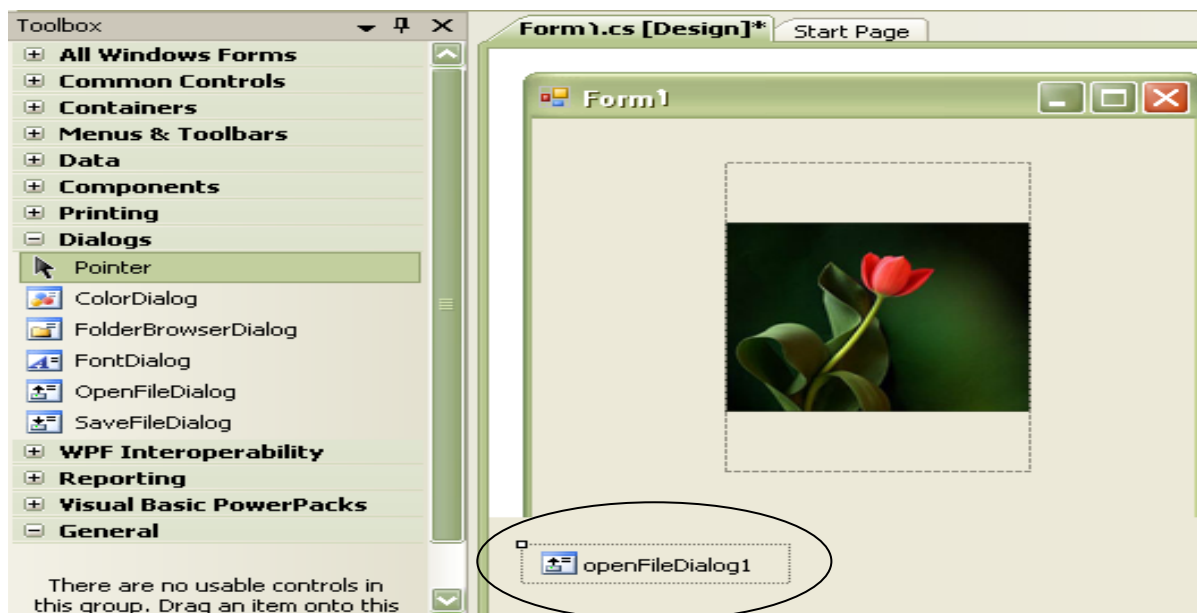 Toolbox
All Windows Forms
Common Controls
Containers
Menus & Toolbars
Data
Components
Printing
Dialogs
Pointer
ColorDialog
FolderBrowserDialog
FontDialog
OpenFileDialog
SaveFileDialog
WPF Interoperability
Reporting
Visual Basic PowerPacks
General
There are no usable controls in
this group. Drag an item onto this
Form1.cs [Design]*
Start Page
Form1
openFileDialog1